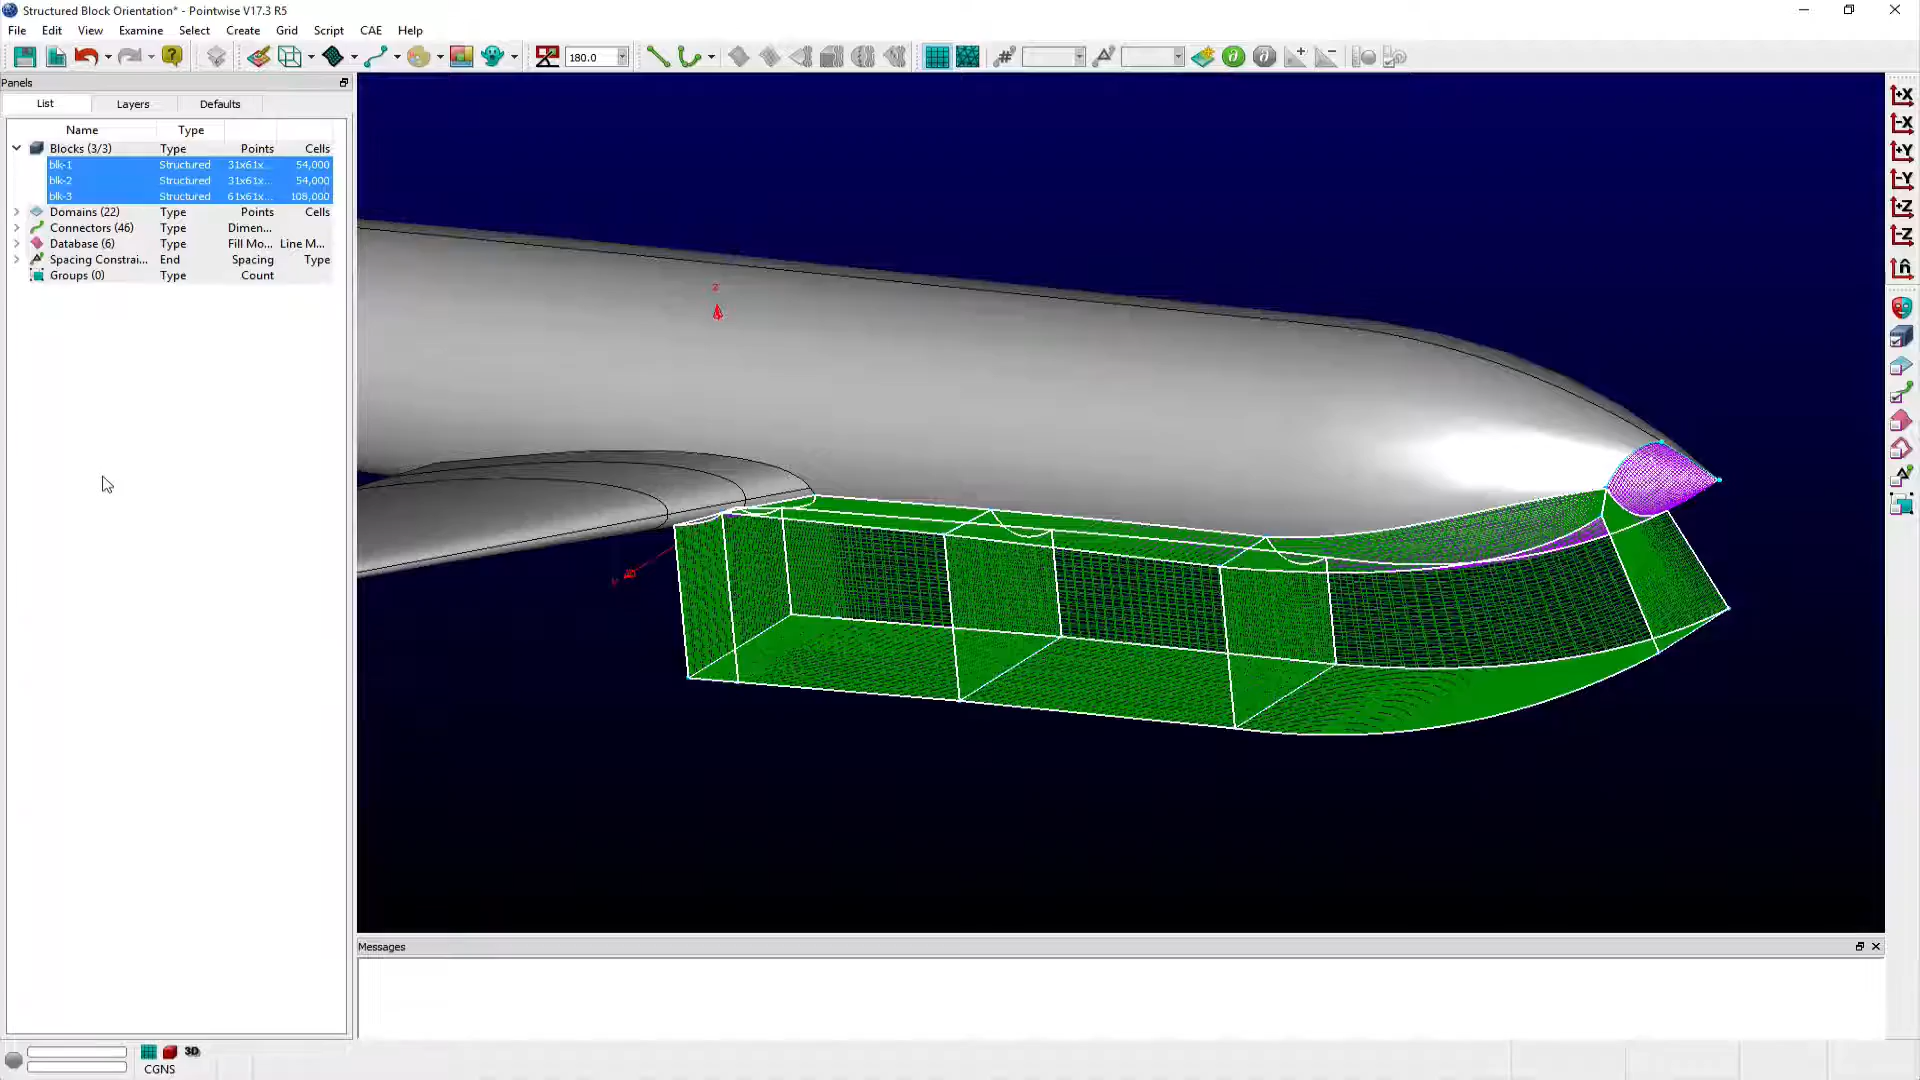 Structured Block Orientation* - Pointwise V17.3 R5
File Edit View Examine Select Create Grid Script CAE Help
180.0
Panels
List Layers Defaults
Name Type
Blocks (3/3) Type Points Cells
blk-1 Structured 31x61x... 54,000
blk-2 Structured 31x61x... 54,000
blk-3 Structured 61x61x... 108,000
Domains (22) Type Points Cells
Connectors (46) Type Dimen...
Database (6) Type Fill Mo... Line M...
Spacing Constrai... End Spacing Type
Groups (0) Type Count
z
+X
-X
+Y
-Y
+Z
-Z
n̂
Messages
3D
CGNS